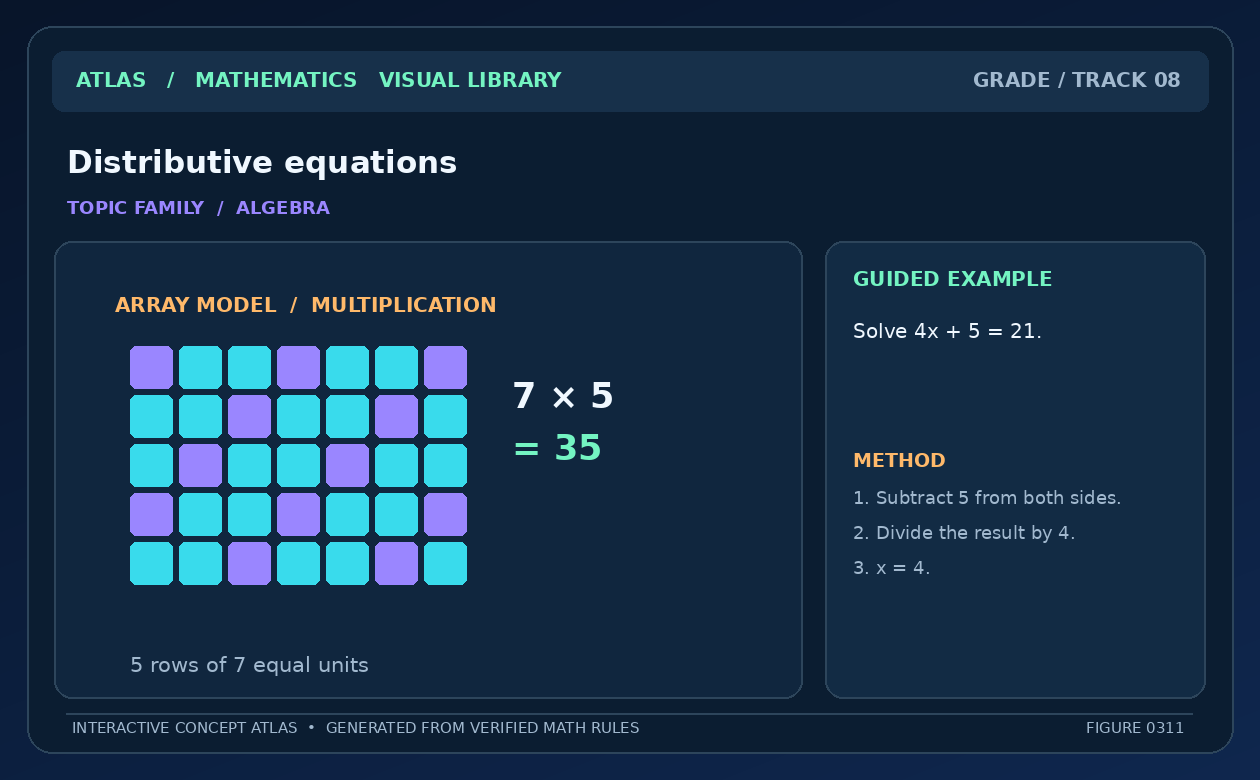 ATLAS / MATHEMATICS VISUAL LIBRARY
GRADE / TRACK 08
Distributive equations
TOPIC FAMILY / ALGEBRA
ARRAY MODEL / MULTIPLICATION
7 × 5
= 35
5 rows of 7 equal units
GUIDED EXAMPLE
Solve 4x + 5 = 21.
METHOD
1. Subtract 5 from both sides.
2. Divide the result by 4.
3. x = 4.
INTERACTIVE CONCEPT ATLAS • GENERATED FROM VERIFIED MATH RULES
FIGURE 0311